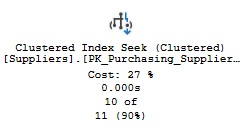 Clustered Index Seek (Clustered)
[Suppliers].[PK_Purchasing_Supplier…
Cost: 27 %
0.000s
10 of
11 (90%)